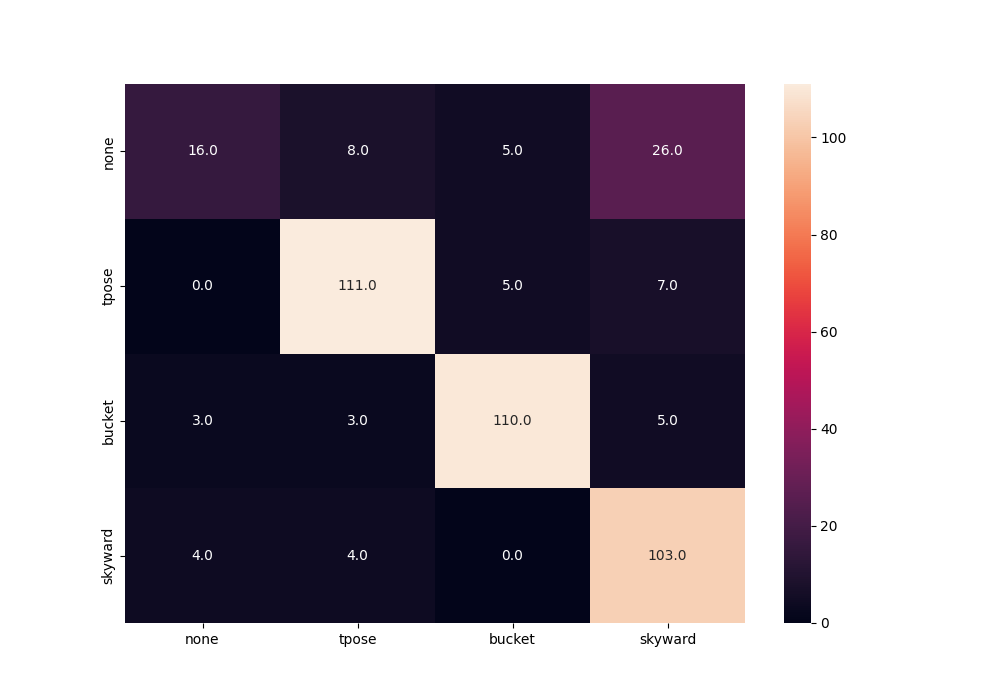 none 16.0 8.0 5.0 26.0
tpose 0.0 111.0 5.0 7.0
bucket 3.0 3.0 110.0 5.0
skyward 4.0 4.0 0.0 103.0
none tpose bucket skyward
100
80
60
40
20
0